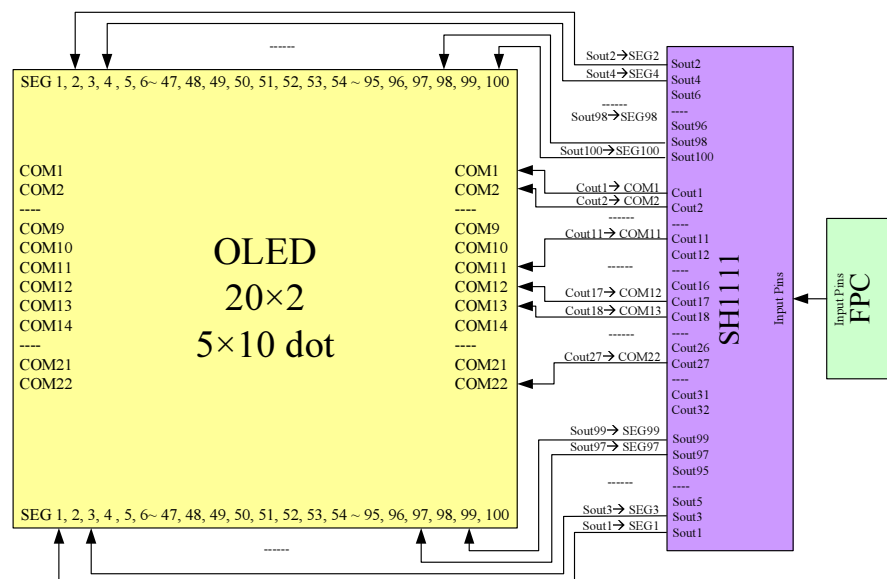 ------
SEG 1, 2, 3, 4 , 5, 6~ 47, 48, 49, 50, 51, 52, 53, 54 ~ 95, 96, 97, 98, 99, 100
COM1
COM2
----
COM9
COM10
COM11
COM12
COM13
COM14
----
COM21
COM22
OLED
20×2
5×10 dot
COM1
COM2
----
COM9
COM10
COM11
COM12
COM13
COM14
----
COM21
COM22
SEG 1, 2, 3, 4 , 5, 6~ 47, 48, 49, 50, 51, 52, 53, 54 ~ 95, 96, 97, 98, 99, 100
------
Sout2→SEG2
Sout4→SEG4
------
Sout98→SEG98
Sout100→SEG100
Cout1→ COM1
Cout2→ COM2
------
Cout11→ COM11
------
Cout17→ COM12
Cout18→ COM13
------
Cout27→ COM22
Sout99→ SEG99
Sout97→ SEG97
------
Sout3→ SEG3
Sout1→ SEG1
Sout2
Sout4
Sout6
----
Sout96
Sout98
Sout100
Cout1
Cout2
----
Cout11
Cout12
----
Cout16
Cout17
Cout18
----
Cout26
Cout27
----
Cout31
Cout32
Sout99
Sout97
Sout95
----
Sout5
Sout3
Sout1
SH1111
Input Pins
Input Pins
FPC